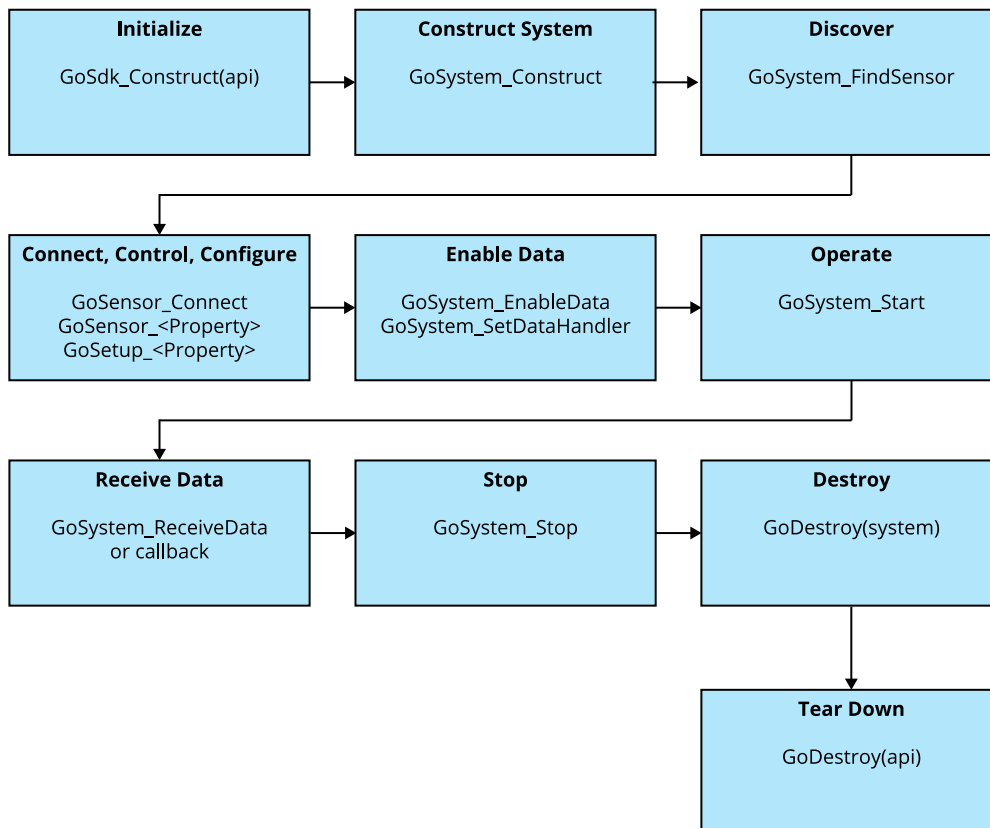 Initialize
GoSdk_Construct(api)
Construct System
GoSystem_Construct
Discover
GoSystem_FindSensor
Connect, Control, Configure
GoSensor_Connect
GoSensor_<Property>
GoSetup_<Property>
Enable Data
GoSystem_EnableData
GoSystem_SetDataHandler
Operate
GoSystem_Start
Receive Data
GoSystem_ReceiveData
or callback
Stop
GoSystem_Stop
Destroy
GoDestroy(system)
Tear Down
GoDestroy(api)